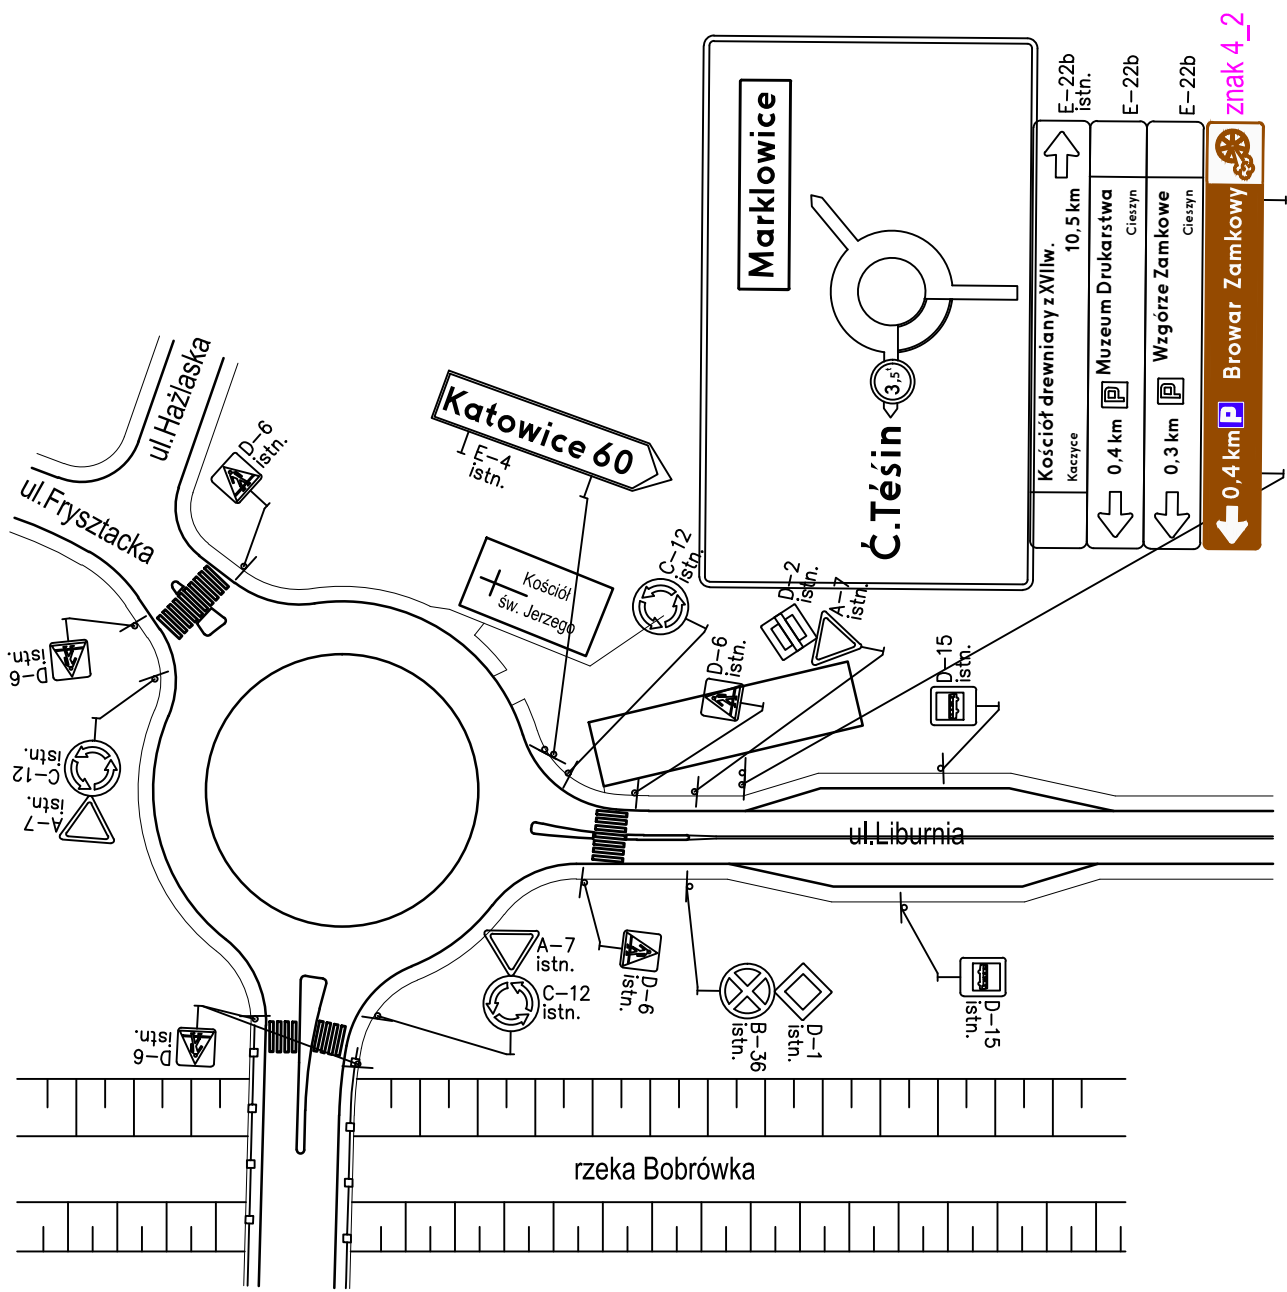 znak 4_2
E-22b
istn.
E-22b
E-22b
Marklowice
3,5t
Č.Těśin
Kościół drewniany z XVIIw.
Kaczyce
10,5 km
0,4 km P Muzeum Drukarstwa
Cieszyn
0,3 km P Wzgórze Zamkowe
Cieszyn
0,4 km P Browar Zamkowy
ul.Hażlaska
ul.Frysztacka
D-6
istn.
Katowice 60
E-4
istn.
Kościół
św. Jerzego
C-12
istn.
D-2
istn.
A-7
istn.
D-6
istn.
D-15
istn.
D-6
istn.
C-12
istn.
A-7
istn.
ul.Liburnia
A-7
istn.
C-12
istn.
D-6
istn.
B-36
istn.
D-1
istn.
D-15
istn.
D-6
istn.
rzeka Bobrówka